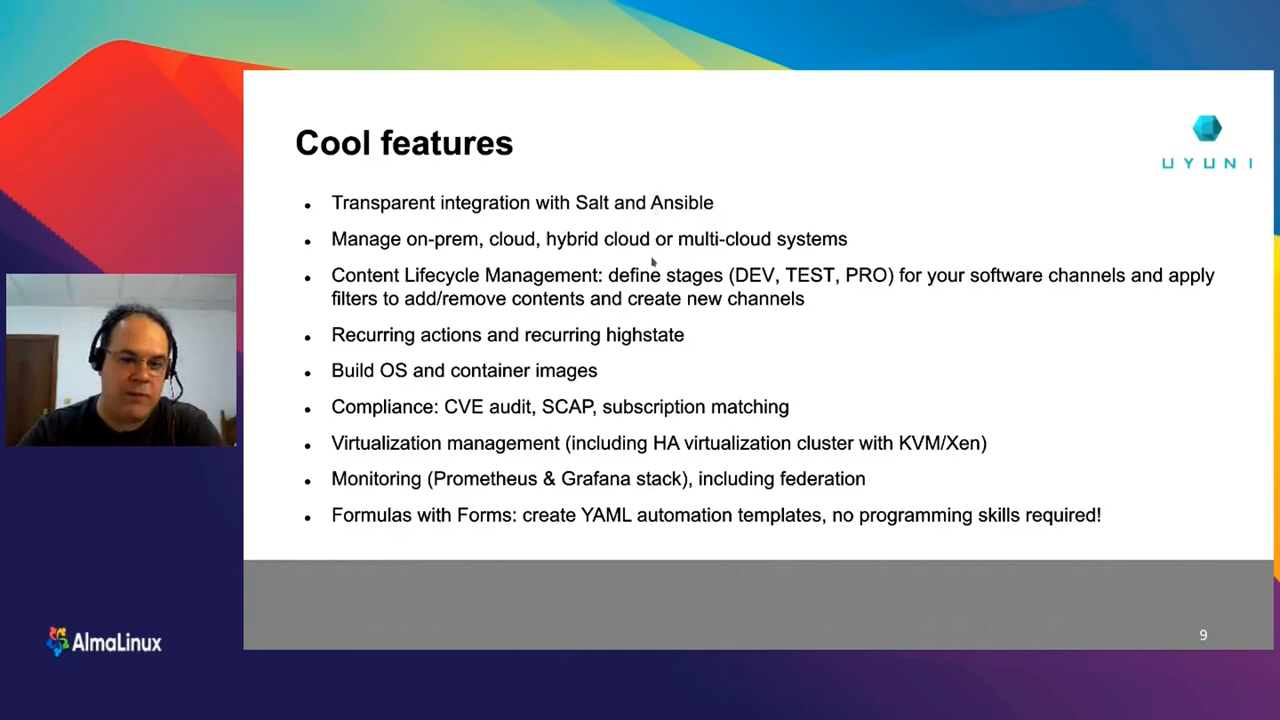 Cool features
UYUNI
Transparent integration with Salt and Ansible
Manage on-prem, cloud, hybrid cloud or multi-cloud systems
Content Lifecycle Management: define stages (DEV, TEST, PRO) for your software channels and apply
filters to add/remove contents and create new channels
Recurring actions and recurring highstate
Build OS and container images
Compliance: CVE audit, SCAP, subscription matching
Virtualization management (including HA virtualization cluster with KVM/Xen)
Monitoring (Prometheus & Grafana stack), including federation
Formulas with Forms: create YAML automation templates, no programming skills required!
AlmaLinux
9